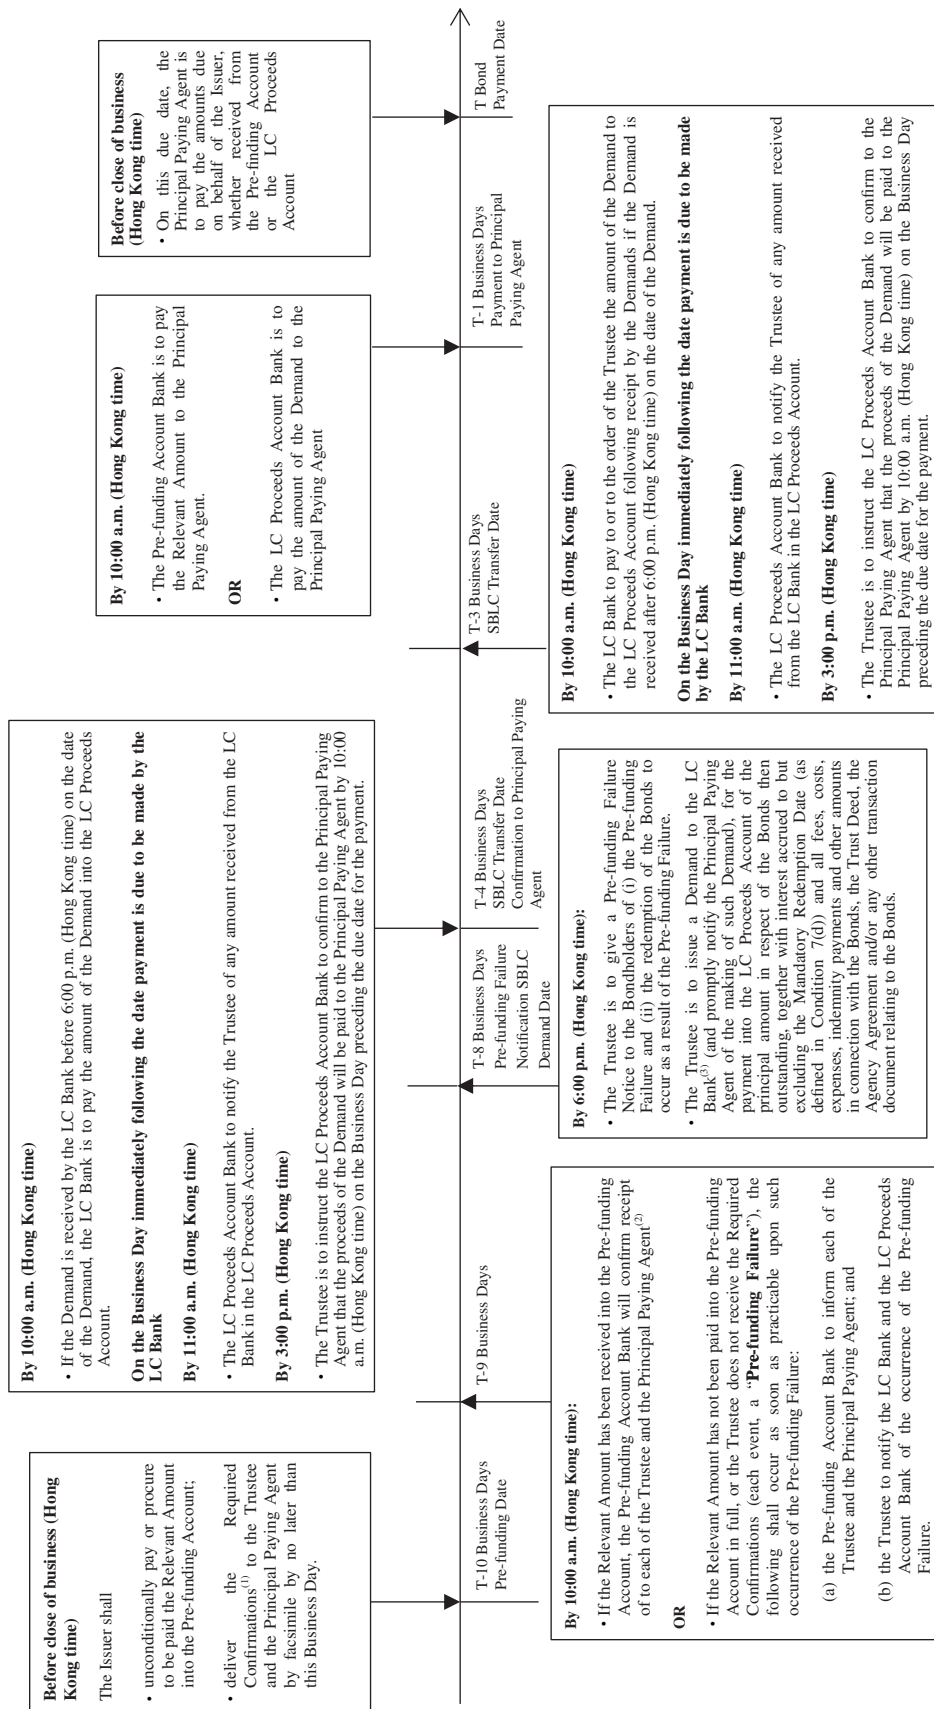 Before close of business (Hong
Kong time)
The Issuer shall
• unconditionally pay or procure
to be paid the Relevant Amount
into the Pre-funding Account;
• deliver the Required
Confirmations(1) to the Trustee
and the Principal Paying Agent
by facsimile by no later than
this Business Day.
By 10:00 a.m. (Hong Kong time)
• If the Demand is received by the LC Bank before 6:00 p.m. (Hong Kong time) on the date
of the Demand, the LC Bank is to pay the amount of the Demand into the LC Proceeds
Account.
On the Business Day immediately following the date payment is due to be made by the
LC Bank
By 11:00 a.m. (Hong Kong time)
• The LC Proceeds Account Bank to notify the Trustee of any amount received from the LC
Bank in the LC Proceeds Account.
By 3:00 p.m. (Hong Kong time)
• The Trustee is to instruct the LC Proceeds Account Bank to confirm to the Principal Paying
Agent that the proceeds of the Demand will be paid to the Principal Paying Agent by 10:00
a.m. (Hong Kong time) on the Business Day preceding the due date for the payment.
By 10:00 a.m. (Hong Kong time)
• The Pre-funding Account Bank is to pay
the Relevant Amount to the Principal
Paying Agent.
OR
• The LC Proceeds Account Bank is to
pay the amount of the Demand to the
Principal Paying Agent
Before close of business
(Hong Kong time)
• On this due date, the
Principal Paying Agent is
to pay the amounts due
on behalf of the Issuer,
whether received from
the Pre-finding Account
or the LC Proceeds
Account
T-10 Business Days
Pre-funding Date
T-9 Business Days
T-8 Business Days
Pre-funding Failure
Notification SBLC
Demand Date
T-4 Business Days
SBLC Transfer Date
Confirmation to Principal Paying
Agent
T-3 Business Days
SBLC Transfer Date
T-1 Business Days
Payment to Principal
Paying Agent
T Bond
Payment Date
By 10:00 a.m. (Hong Kong time):
• If the Relevant Amount has been received into the Pre-funding
Account, the Pre-funding Account Bank will confirm receipt
of to each of the Trustee and the Principal Paying Agent(2)
OR
• If the Relevant Amount has not been paid into the Pre-funding
Account in full, or the Trustee does not receive the Required
Confirmations (each event, a “Pre-funding Failure”), the
following shall occur as soon as practicable upon such
occurrence of the Pre-funding Failure:
(a) the Pre-funding Account Bank to inform each of the
Trustee and the Principal Paying Agent; and
(b) the Trustee to notify the LC Bank and the LC Proceeds
Account Bank of the occurrence of the Pre-funding
Failure.
By 6:00 p.m. (Hong Kong time):
• The Trustee is to give a Pre-funding Failure
Notice to the Bondholders of (i) the Pre-funding
Failure and (ii) the redemption of the Bonds to
occur as a result of the Pre-funding Failure.
• The Trustee is to issue a Demand to the LC
Bank(3) (and promptly notify the Principal Paying
Agent of the making of such Demand), for the
payment into the LC Proceeds Account of the
principal amount in respect of the Bonds then
outstanding, together with interest accrued to but
excluding the Mandatory Redemption Date (as
defined in Condition 7(d)) and all fees, costs,
expenses, indemnity payments and other amounts
in connection with the Bonds, the Trust Deed, the
Agency Agreement and/or any other transaction
document relating to the Bonds.
By 10:00 a.m. (Hong Kong time)
• The LC Bank to pay to or to the order of the Trustee the amount of the Demand to
the LC Proceeds Account following receipt by the Demands if the Demand is
received after 6:00 p.m. (Hong Kong time) on the date of the Demand.
On the Business Day immediately following the date payment is due to be made
by the LC Bank
By 11:00 a.m. (Hong Kong time)
• The LC Proceeds Account Bank to notify the Trustee of any amount received
from the LC Bank in the LC Proceeds Account.
By 3:00 p.m. (Hong Kong time)
• The Trustee is to instruct the LC Proceeds Account Bank to confirm to the
Principal Paying Agent that the proceeds of the Demand will be paid to the
Principal Paying Agent by 10:00 a.m. (Hong Kong time) on the Business Day
preceding the due date for the payment.